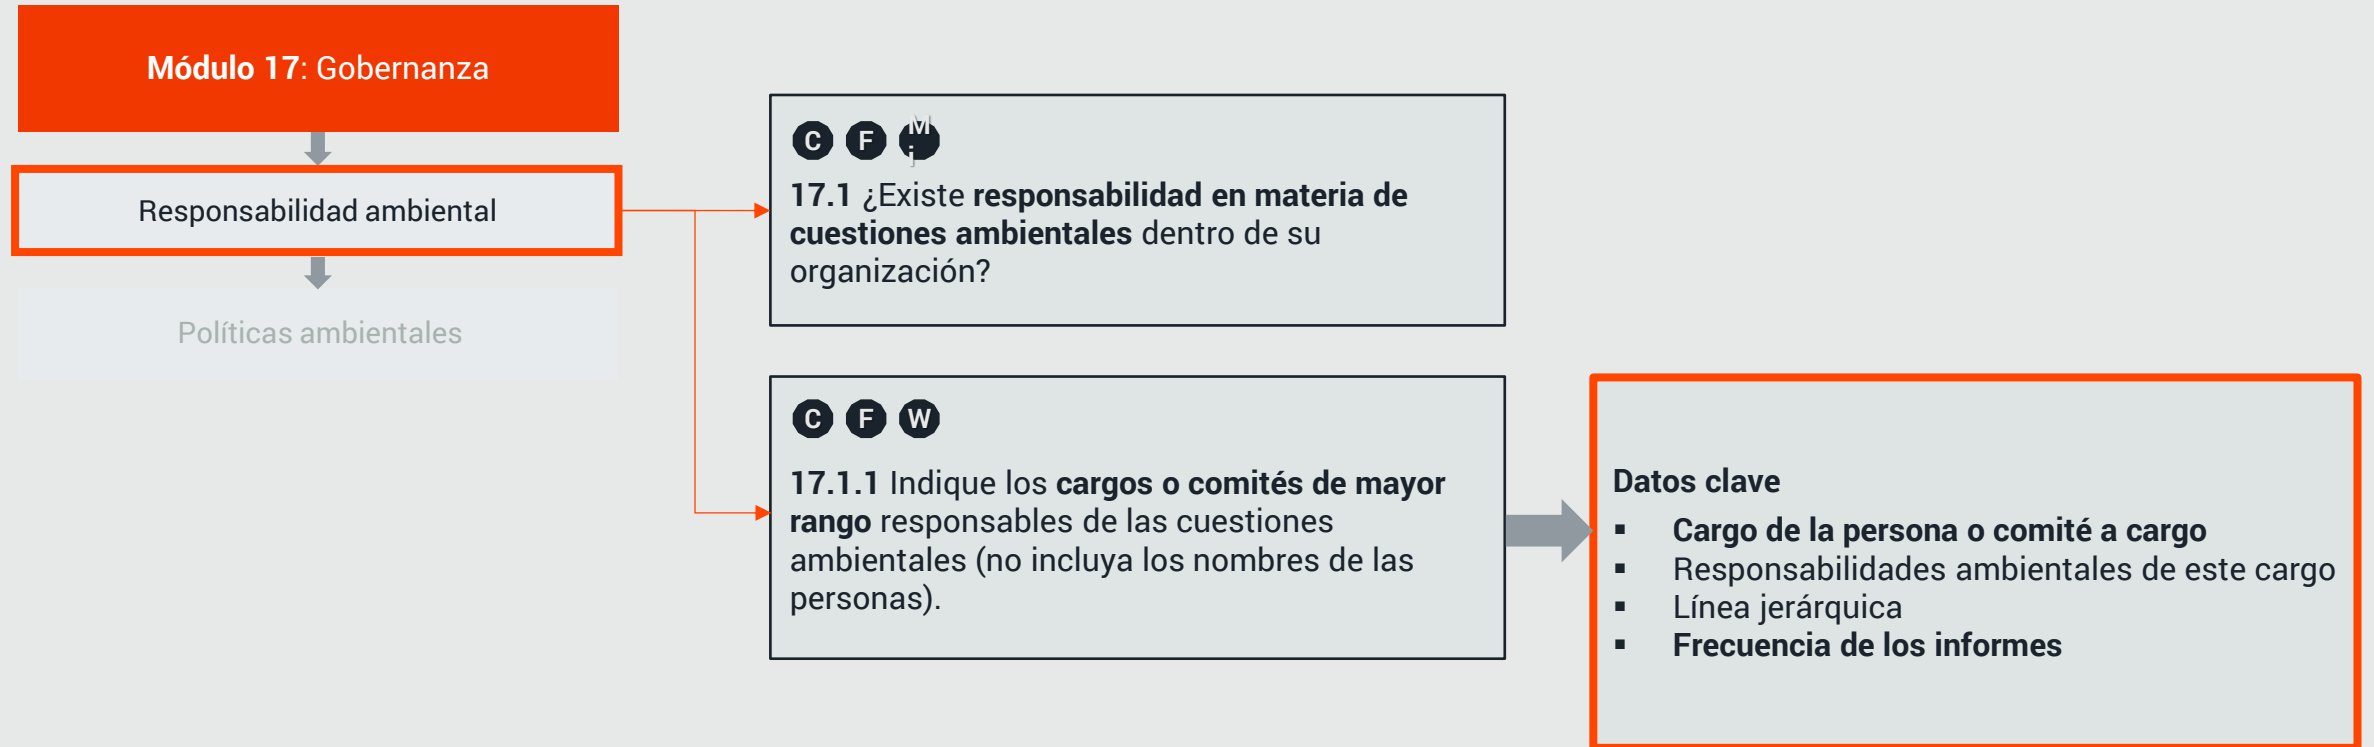 Módulo 17: Gobernanza
Responsabilidad ambiental
Políticas ambientales
C F M
i
17.1 ¿Existe responsabilidad en materia de
cuestiones ambientales dentro de su
organización?
C F W
17.1.1 Indique los cargos o comités de mayor
rango responsables de las cuestiones
ambientales (no incluya los nombres de las
personas).
Datos clave
▪ Cargo de la persona o comité a cargo
▪ Responsabilidades ambientales de este cargo
▪ Línea jerárquica
▪ Frecuencia de los informes